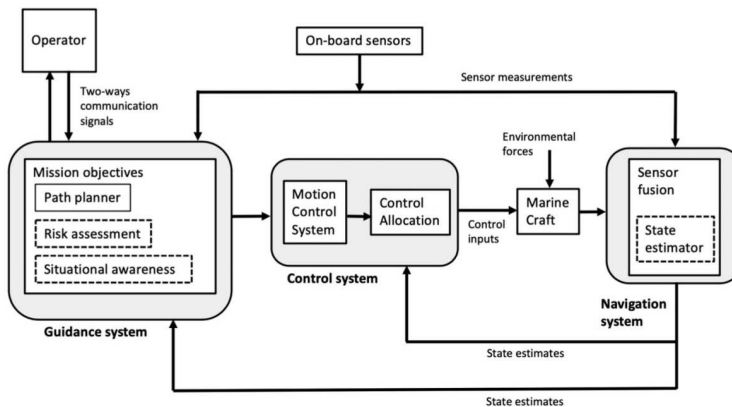 Operator
On-board sensors
Two-ways
communication
signals
Sensor measurements
Environmental
forces
Mission objectives
Path planner
Risk assessment
Situational awareness
Guidance system
Motion
Control
System
Control
Allocation
Control system
Control
inputs
Marine
Craft
Sensor
fusion
State
estimator
Navigation
system
State estimates
State estimates